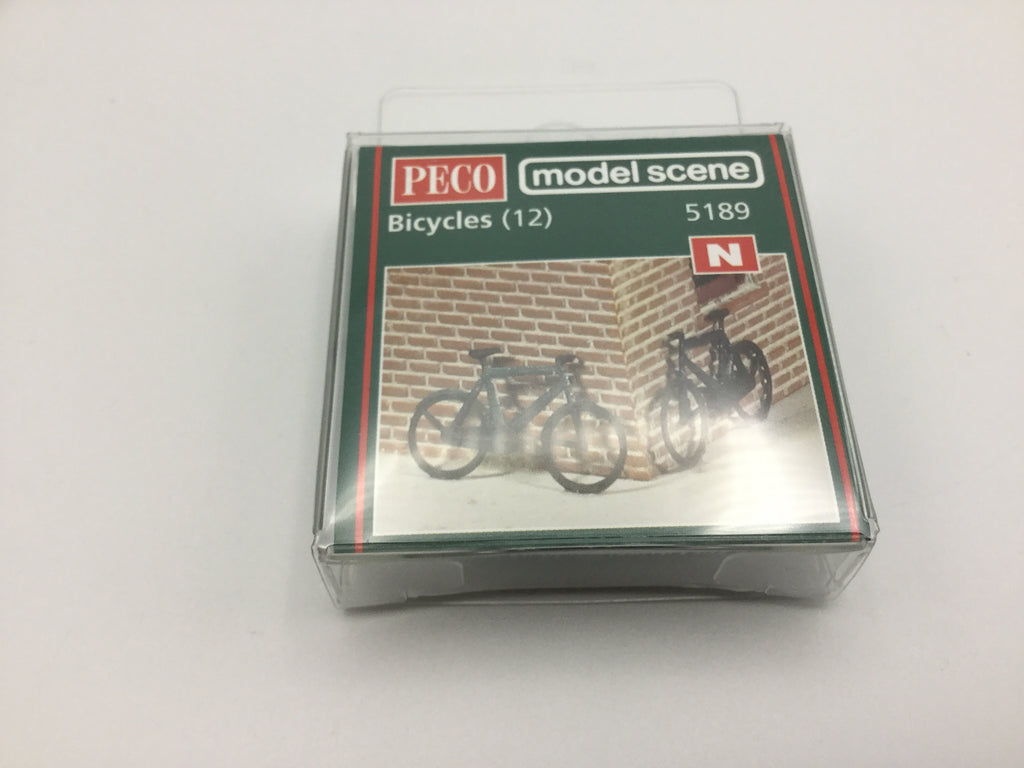 PECO model scene
Bicycles (12) 5189
N